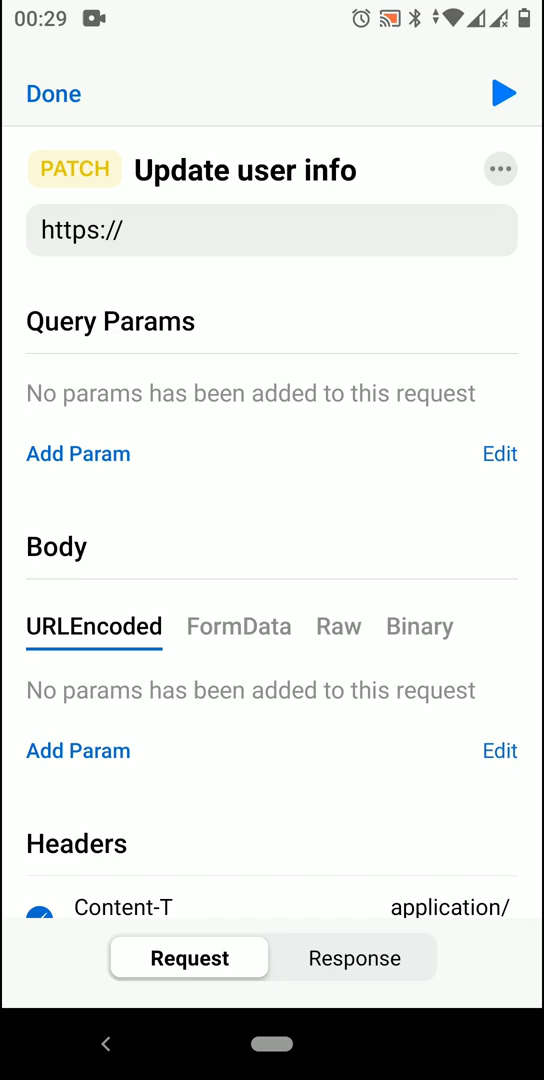 00:29
Done
PATCH Update user info
https://
Query Params
No params has been added to this request
Add Param Edit
Body
URLEncoded FormData Raw Binary
No params has been added to this request
Add Param Edit
Headers
Content-T application/
Request Response